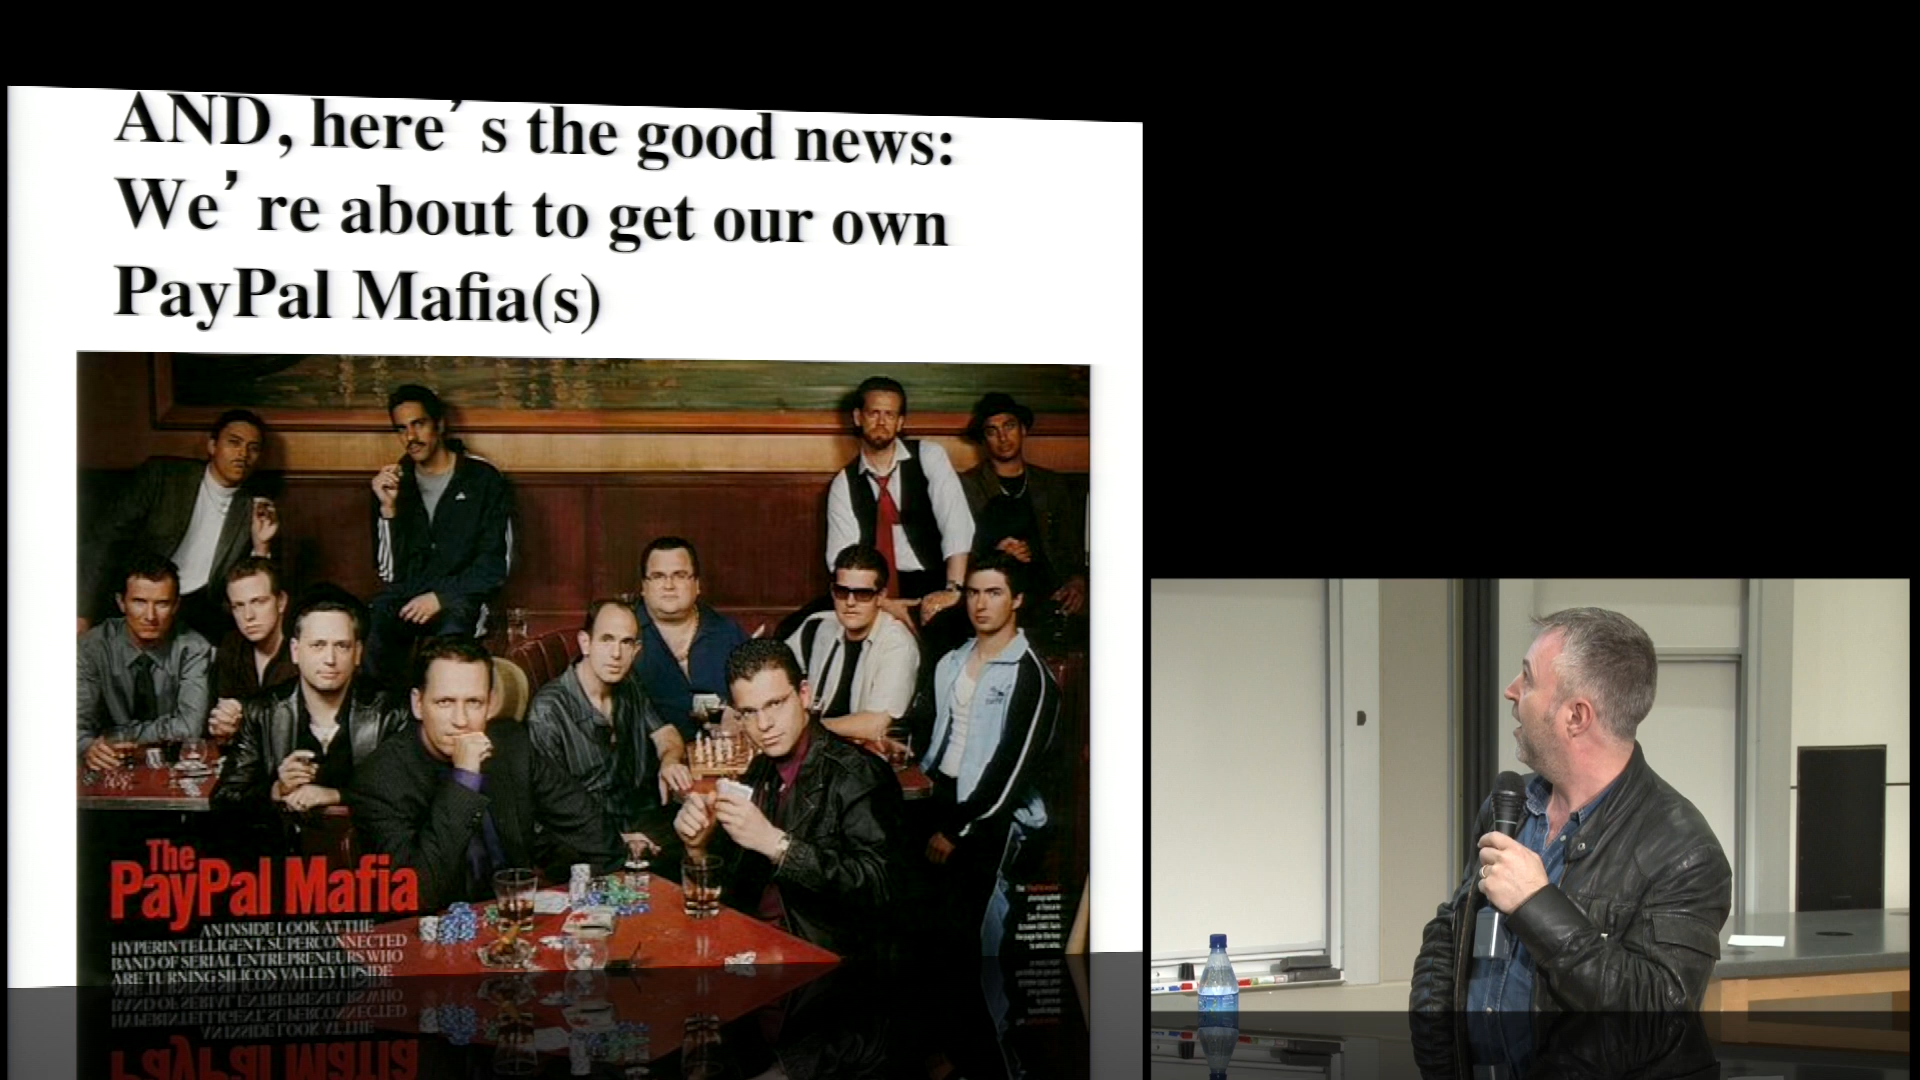 AND, here’s the good news:
We’re about to get our own
PayPal Mafia(s)
The
PayPal Mafia
AN INSIDE LOOK AT THE
HYPERINTELLIGENT, SUPERCONNECTED
BAND OF SERIAL ENTREPRENEURS WHO
ARE TURNING SILICON VALLEY UPSIDE